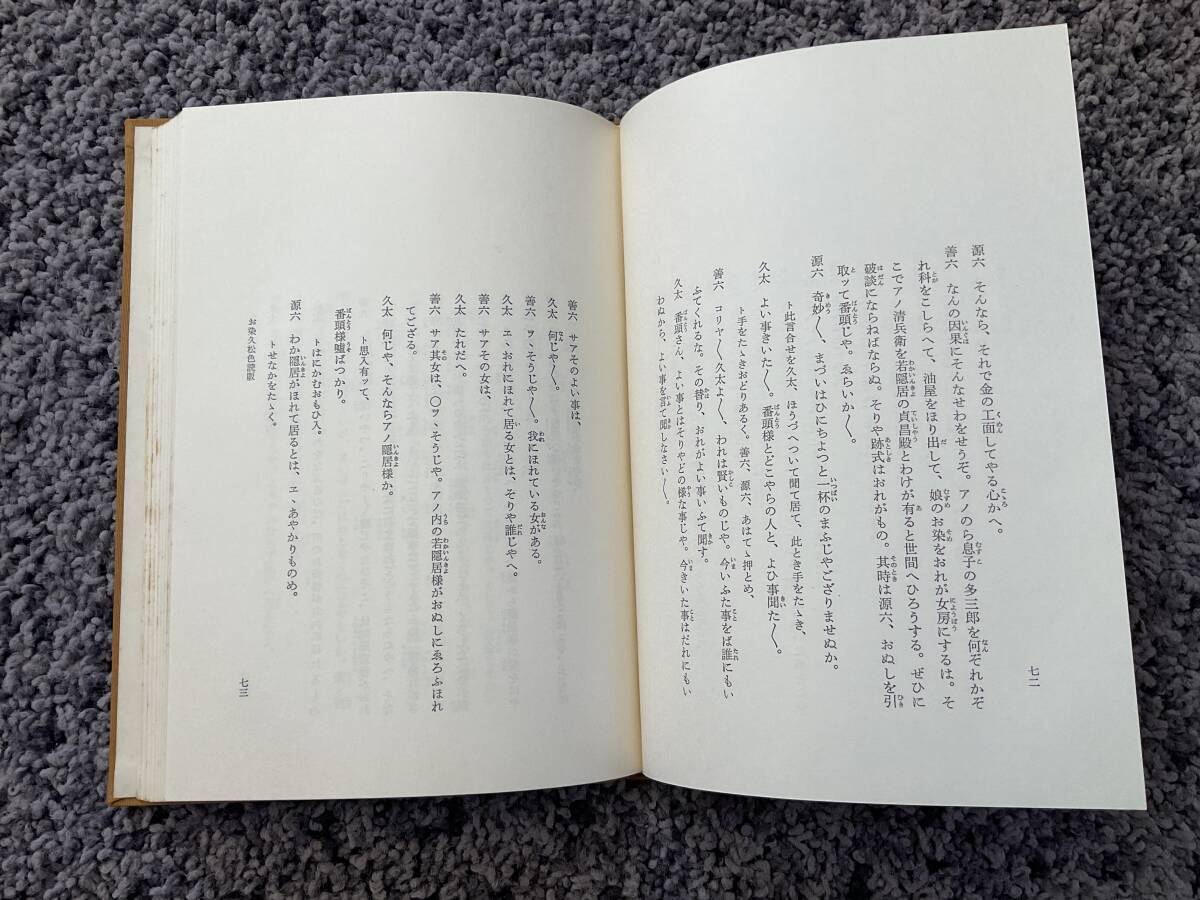 七二
源六 そんなら、それで金の工面してやる心かへ。
善六 なんの因果にそんなせわをせうぞ。アノのら息子の多三郎を何ぞれかぞ
れ科をこしらへて、油屋をほり出して、娘のお染をおれが女房にするは。そ
こでアノ清兵衛を若隠居の貞昌殿とわけが有ると世間へひろうする。ぜひに
破談にならねばならぬ。そりや跡式はおれがもの。其時は源六、おぬしを引
取ッて番頭じや。ゑらいか〱。
源六 奇妙〱、まづいはひにちよつと一杯のまふじやござりませぬか。
ト此言合せを久太、ほうづへついて聞て居て、此とき手をたゝき、
久太 よい事きいた〱。番頭様とどこやらの人と、よひ事聞た〱。
ト手をたゝきおどりあるく。善六、源六、あはてゝ押とめ、
善六 コリヤ〱久太よ〱、われは賢いものじや。今いふた事をば誰にもい
ふてくれるな。その替り、おれがよい事いふて聞す。
久太 番頭さん、よい事とはそりやどの様な事じや。今きいた事はだれにもい
わぬから、よい事を言て聞しなさい〱。
善六 サアそのよい事は、
久太 何じや〱。
善六 ヲヽそうじや〱。我にほれている女がある。
久太 エヽおれにほれて居る女とは、そりや誰じやへ。
善六 サアその女は、
久太 たれだへ。
善六 サア其女は、〇ヲヽそうじや。アノ内の若隠居様がおぬしにゑろふほれ
てござる。
久太 何じや、そんならアノ隠居様か。
ト思入有ッて、
番頭様嘘ばつかり。
トはにかむおもひ入。
源六 わか隠居がほれて居るとは、エヽあやかりものめ。
トせなかをたゝく。
お染久松色読販
七三